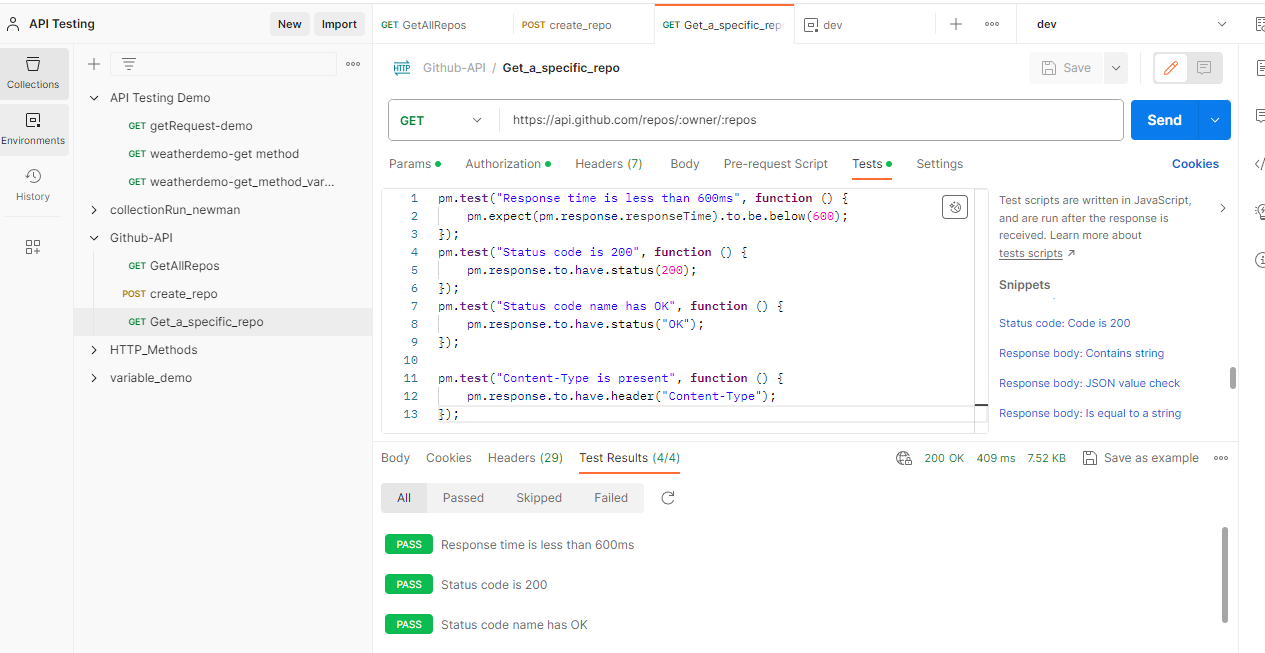 API Testing
New
Import
GET GetAllRepos
POST create_repo
GET Get_a_specific_rep
dev
dev
Collections
Environments
History
API Testing Demo
GET getRequest-demo
GET weatherdemo-get method
GET weatherdemo-get_method_var...
collectionRun_newman
Github-API
GET GetAllRepos
POST create_repo
GET Get_a_specific_repo
HTTP_Methods
variable_demo
HTTP Github-API / Get_a_specific_repo
Save
GET
https://api.github.com/repos/:owner/:repos
Send
Params
Authorization
Headers (7)
Body
Pre-request Script
Tests
Settings
Cookies
1 pm.test("Response time is less than 600ms", function () {
2 pm.expect(pm.response.responseTime).to.be.below(600);
3 });
4 pm.test("Status code is 200", function () {
5 pm.response.to.have.status(200);
6 });
7 pm.test("Status code name has OK", function () {
8 pm.response.to.have.status("OK");
9 });
10
11 pm.test("Content-Type is present", function () {
12 pm.response.to.have.header("Content-Type");
13 });
Test scripts are written in JavaScript,
and are run after the response is
received. Learn more about
tests scripts ↗
Snippets
Status code: Code is 200
Response body: Contains string
Response body: JSON value check
Response body: Is equal to a string
Body
Cookies
Headers (29)
Test Results (4/4)
200 OK
409 ms
7.52 KB
Save as example
All
Passed
Skipped
Failed
PASS Response time is less than 600ms
PASS Status code is 200
PASS Status code name has OK